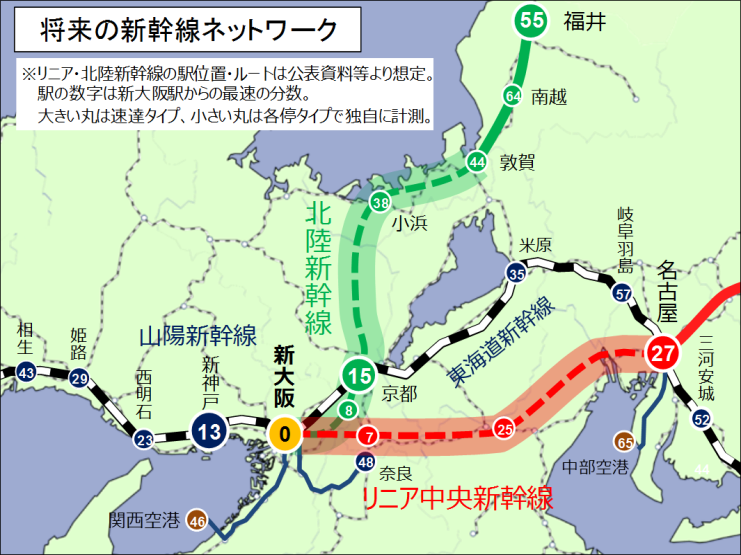 将来の新幹線ネットワーク
※リニア・北陸新幹線の駅位置・ルートは公表資料等より想定。
駅の数字は新大阪駅からの最速の分数。
大きい丸は速達タイプ、小さい丸は各停タイプで独自に計測。
55 福井
64 南越
44 敦賀
38 小浜
北陸新幹線
米原
35
岐阜羽島
57
名古屋
27
東海道新幹線
三河安城
52
相生
43
姫路
29
山陽新幹線
西明石
23
新神戸
13
新大阪
0
15 京都
8
7
25
48 奈良
リニア中央新幹線
65
中部空港
44
関西空港 46